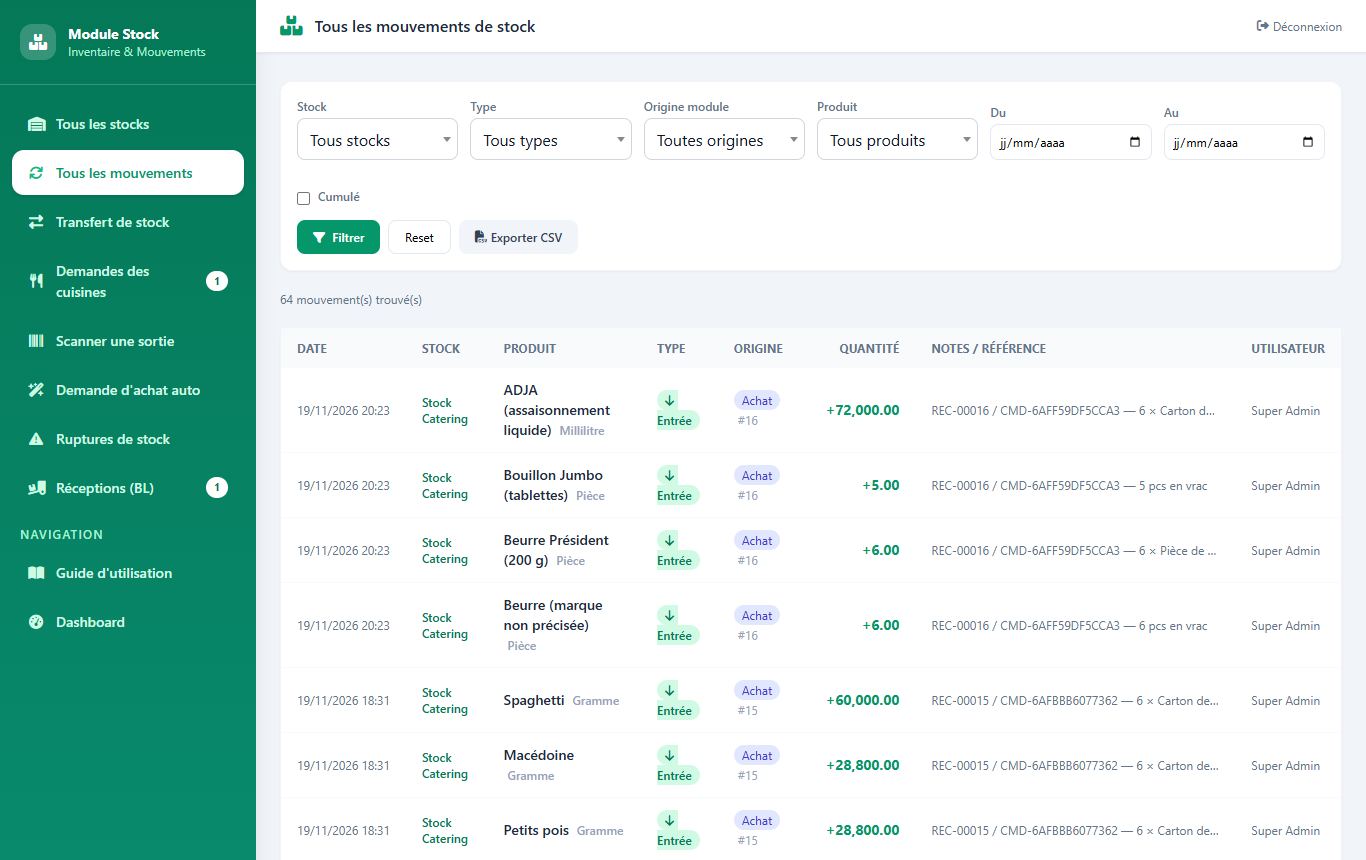 Module Stock
Inventaire & Mouvements
Tous les stocks
Tous les mouvements
Transfert de stock
Demandes des
cuisines
1
Scanner une sortie
Demande d'achat auto
Ruptures de stock
Réceptions (BL)
1
NAVIGATION
Guide d'utilisation
Dashboard
Tous les mouvements de stock
Déconnexion
Stock
Type
Origine module
Produit
Du
Au
Tous stocks
Tous types
Toutes origines
Tous produits
jj/mm/aaaa
jj/mm/aaaa
Cumulé
Filtrer
Reset
Exporter CSV
64 mouvement(s) trouvé(s)
DATE STOCK PRODUIT TYPE ORIGINE QUANTITÉ NOTES / RÉFÉRENCE UTILISATEUR
19/11/2026 20:23
Stock
Catering
ADJA
(assaisonnement
liquide) Millilitre
Entrée
Achat
#16
+72,000.00
REC-00016 / CMD-6AFF59DF5CCA3 — 6 × Carton d...
Super Admin
19/11/2026 20:23
Stock
Catering
Bouillon Jumbo
(tablettes) Pièce
Entrée
Achat
#16
+5.00
REC-00016 / CMD-6AFF59DF5CCA3 — 5 pcs en vrac
Super Admin
19/11/2026 20:23
Stock
Catering
Beurre Président
(200 g) Pièce
Entrée
Achat
#16
+6.00
REC-00016 / CMD-6AFF59DF5CCA3 — 6 × Pièce de ...
Super Admin
19/11/2026 20:23
Stock
Catering
Beurre (marque
non précisée)
Pièce
Entrée
Achat
#16
+6.00
REC-00016 / CMD-6AFF59DF5CCA3 — 6 pcs en vrac
Super Admin
19/11/2026 18:31
Stock
Catering
Spaghetti Gramme
Entrée
Achat
#15
+60,000.00
REC-00015 / CMD-6AFBBB6077362 — 6 × Carton de...
Super Admin
19/11/2026 18:31
Stock
Catering
Macédoine
Gramme
Entrée
Achat
#15
+28,800.00
REC-00015 / CMD-6AFBBB6077362 — 6 × Carton de...
Super Admin
19/11/2026 18:31
Stock
Catering
Petits pois Gramme
Entrée
Achat
#15
+28,800.00
REC-00015 / CMD-6AFBBB6077362 — 6 × Carton de...
Super Admin